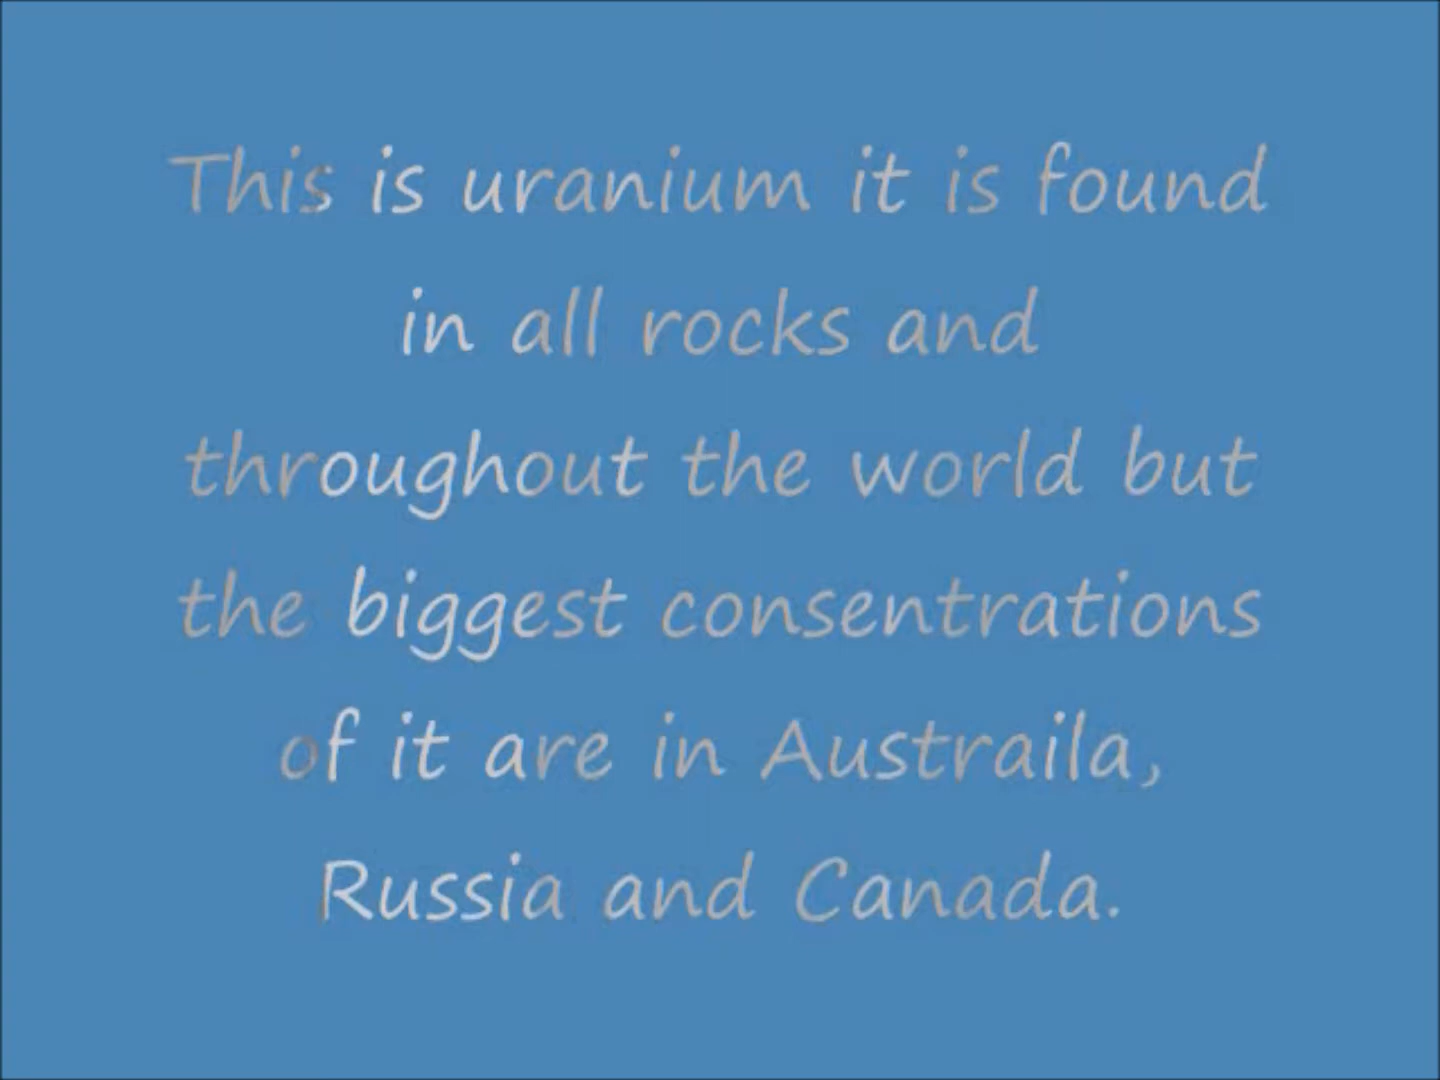 This is uranium it is found
in all rocks and
throughout the world but
the biggest consentrations
of it are in Austraila,
Russia and Canada.